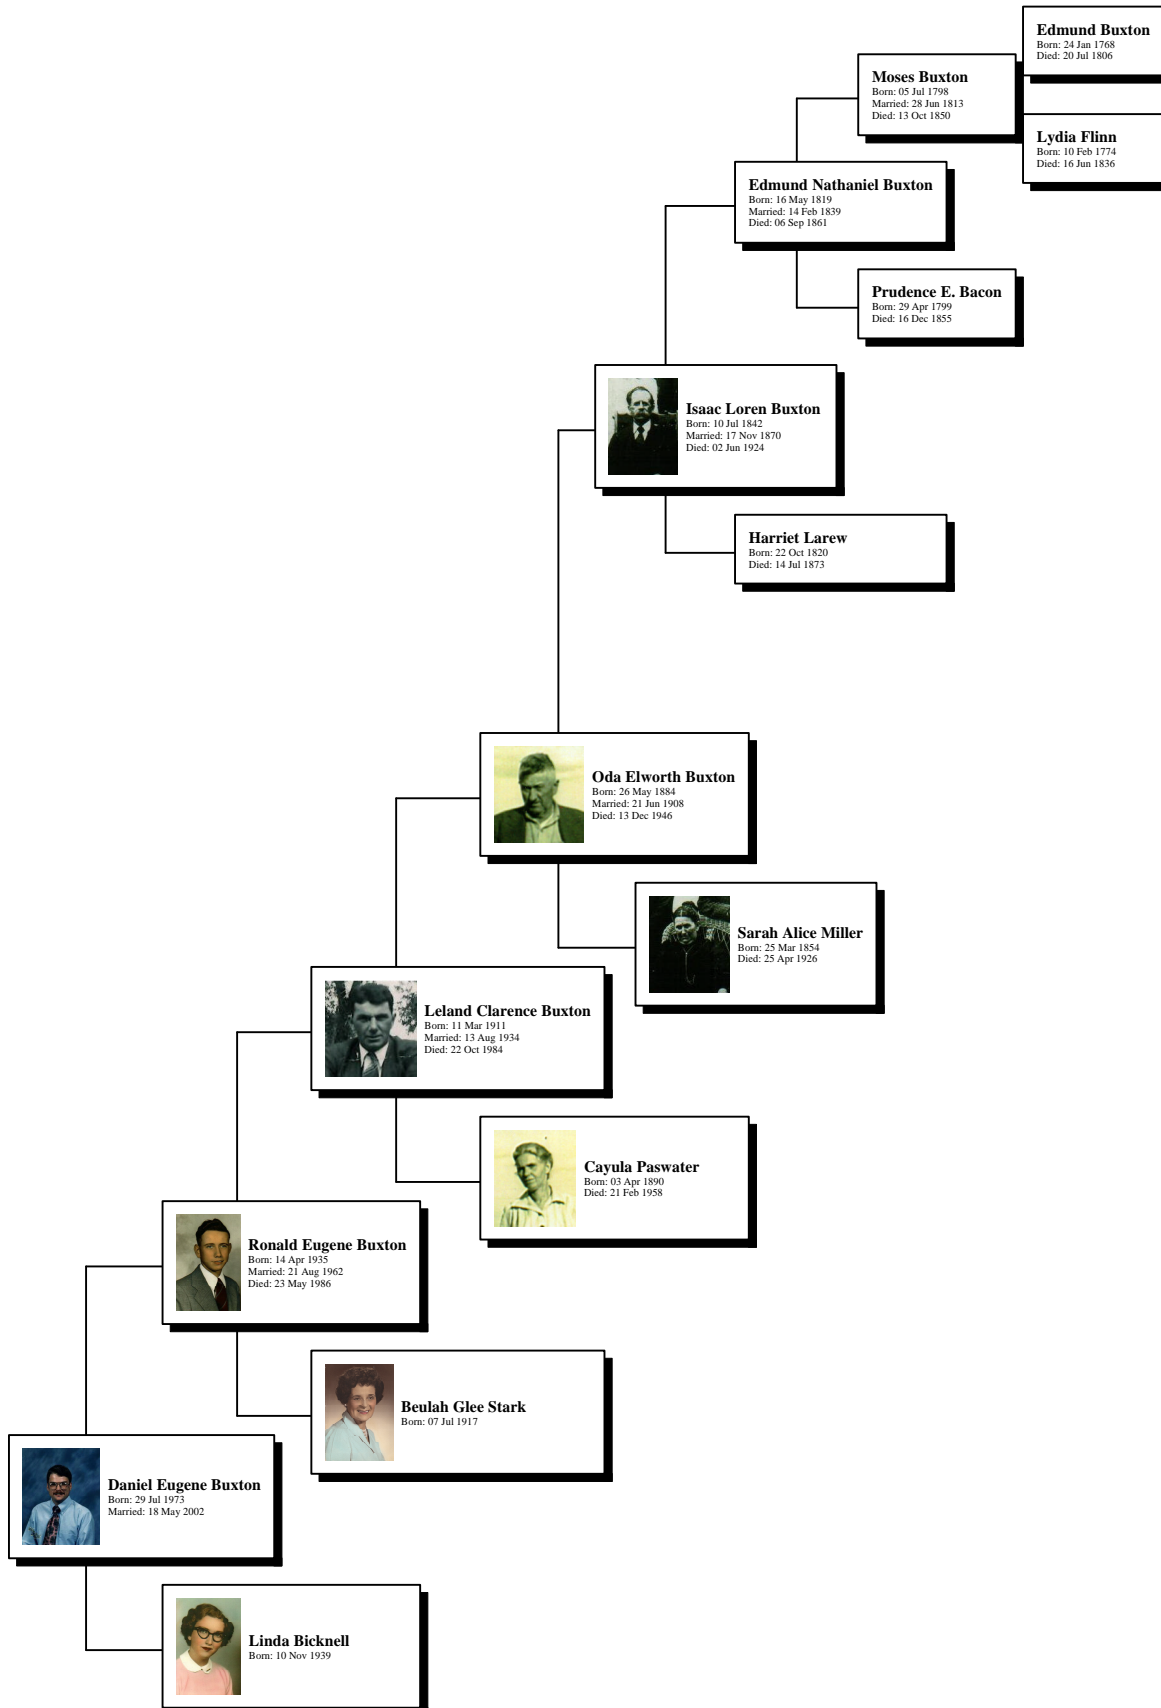 Edmund Buxton
Born: 24 Jan 1768
Died: 20 Jul 1806
Moses Buxton
Born: 05 Jul 1798
Married: 28 Jun 1813
Died: 13 Oct 1850
Lydia Flinn
Born: 10 Feb 1774
Died: 16 Jun 1836
Edmund Nathaniel Buxton
Born: 16 May 1819
Married: 14 Feb 1839
Died: 06 Sep 1861
Prudence E. Bacon
Born: 29 Apr 1799
Died: 16 Dec 1855
Isaac Loren Buxton
Born: 10 Jul 1842
Married: 17 Nov 1870
Died: 02 Jun 1924
Harriet Larew
Born: 22 Oct 1820
Died: 14 Jul 1873
Oda Elworth Buxton
Born: 26 May 1884
Married: 21 Jun 1908
Died: 13 Dec 1946
Sarah Alice Miller
Born: 25 Mar 1854
Died: 25 Apr 1926
Leland Clarence Buxton
Born: 11 Mar 1911
Married: 13 Aug 1934
Died: 22 Oct 1984
Cayula Paswater
Born: 03 Apr 1890
Died: 21 Feb 1958
Ronald Eugene Buxton
Born: 14 Apr 1935
Married: 21 Aug 1962
Died: 23 May 1986
Beulah Glee Stark
Born: 07 Jul 1917
Daniel Eugene Buxton
Born: 29 Jul 1973
Married: 18 May 2002
Linda Bicknell
Born: 10 Nov 1939